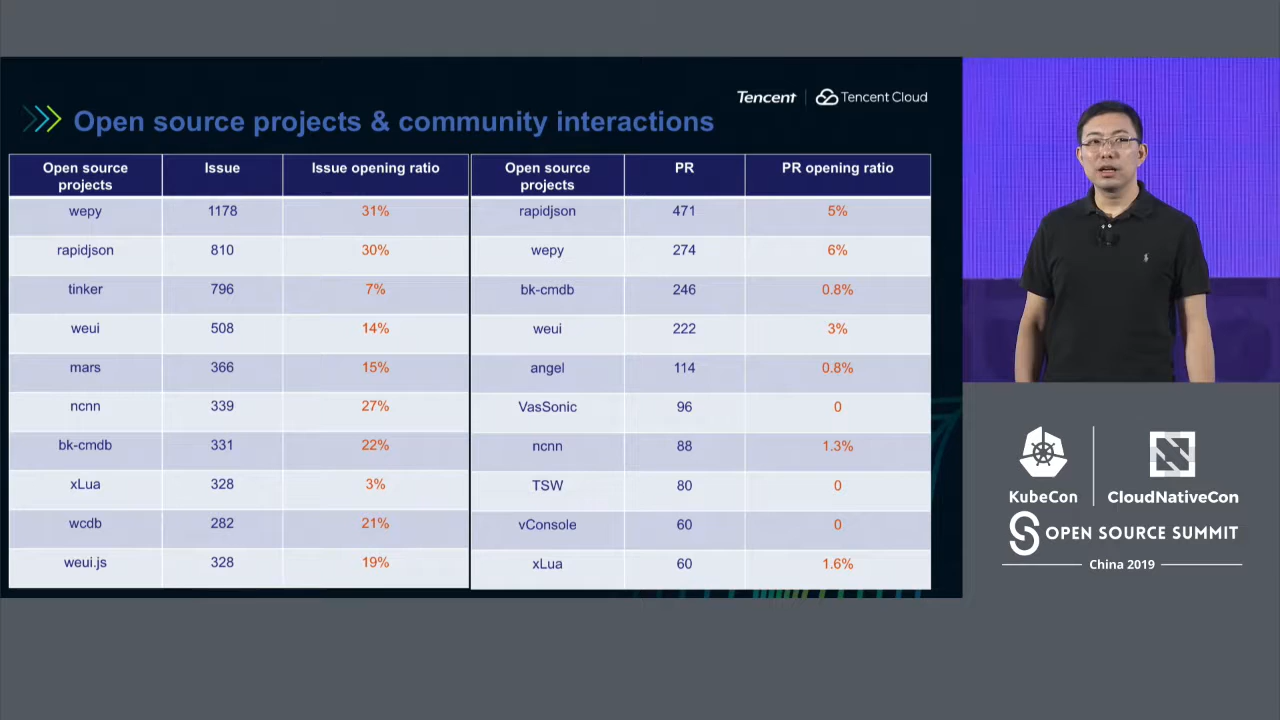 Tencent Tencent Cloud
Open source projects & community interactions
Open source projects Issue Issue opening ratio Open source projects PR PR opening ratio
wepy 1178 31% rapidjson 471 5%
rapidjson 810 30% wepy 274 6%
tinker 796 7% bk-cmdb 246 0.8%
weui 508 14% weui 222 3%
mars 366 15% angel 114 0.8%
ncnn 339 27% VasSonic 96 0
bk-cmdb 331 22% ncnn 88 1.3%
xLua 328 3% TSW 80 0
wcdb 282 21% vConsole 60 0
weui.js 328 19% xLua 60 1.6%
KubeCon CloudNativeCon
OPEN SOURCE SUMMIT
China 2019